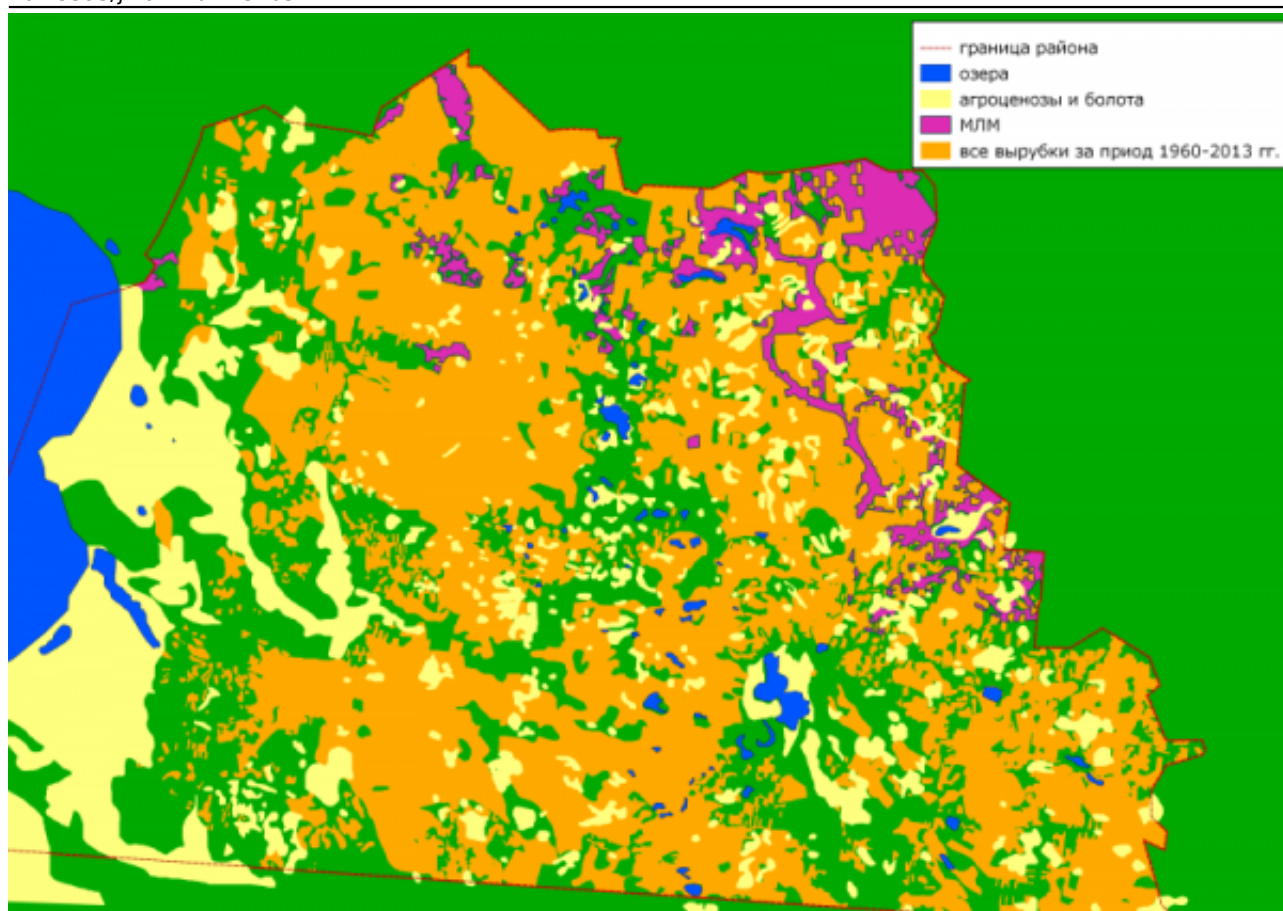 граница района
озера
агроценозы и болота
МЛМ
все вырубки за приод 1960-2013 гг.